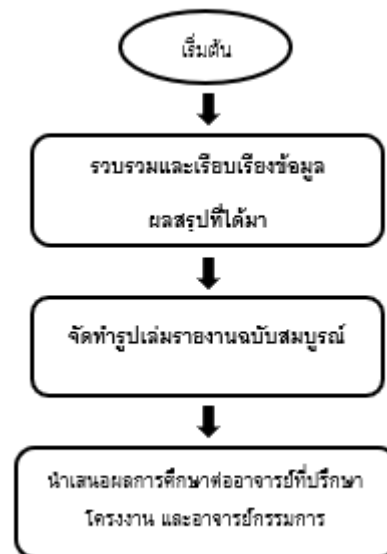 เริ่มต้น
รวบรวมและเรียบเรียงข้อมูล
ผลสรุปที่ได้มา
จัดทำรูปเล่มรายงานฉบับสมบูรณ์
นำเสนอผลการศึกษาต่ออาจารย์ที่ปรึกษา
โครงงาน และอาจารย์กรรมการ